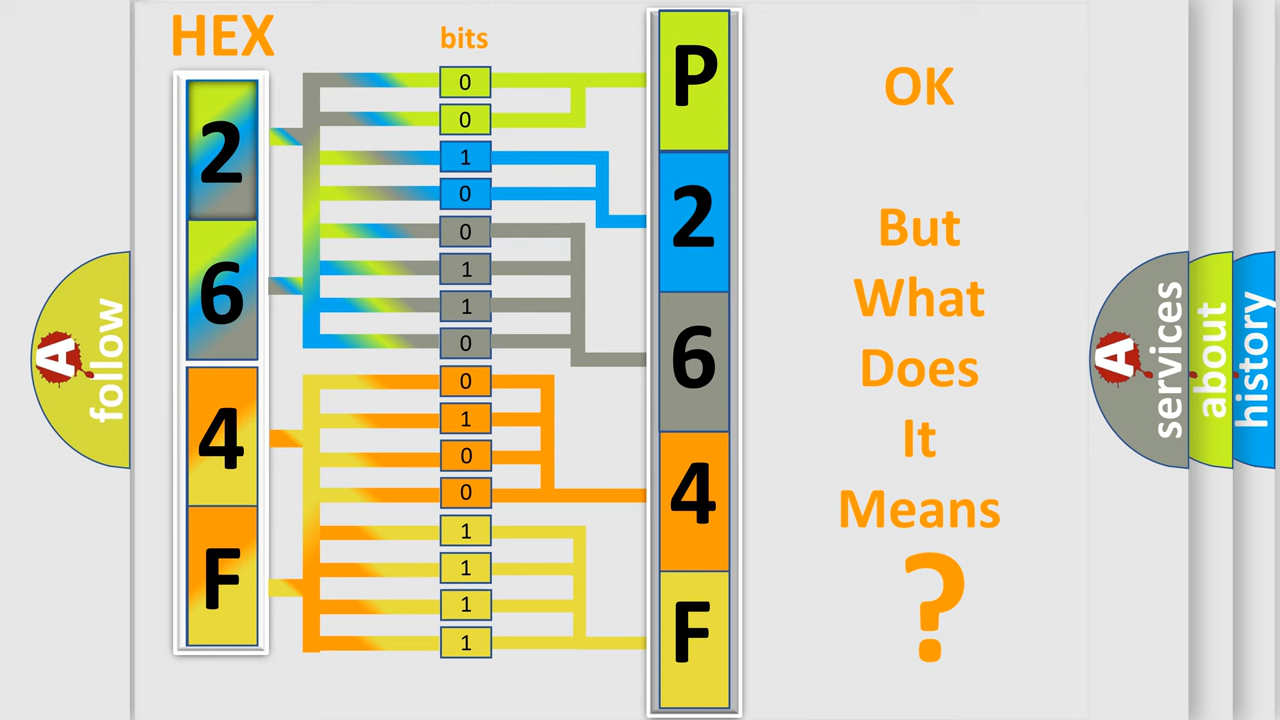 HEX
bits
2
6
4
F
0
0
1
0
0
1
1
0
0
1
0
0
1
1
1
1
P
2
6
4
F
OK
But
What
Does
It
Means
?
A
follow
A
services
about
history